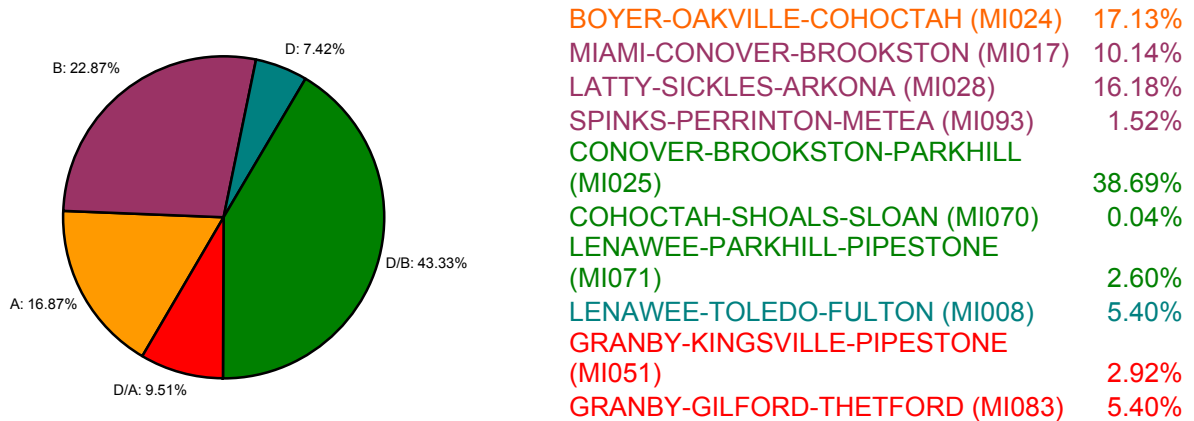 D: 7.42%
B: 22.87%
D/B: 43.33%
A: 16.87%
D/A: 9.51%
BOYER-OAKVILLE-COHOCTAH (MI024) 17.13%
MIAMI-CONOVER-BROOKSTON (MI017) 10.14%
LATTY-SICKLES-ARKONA (MI028) 16.18%
SPINKS-PERRINTON-METEA (MI093) 1.52%
CONOVER-BROOKSTON-PARKHILL
(MI025) 38.69%
COHOCTAH-SHOALS-SLOAN (MI070) 0.04%
LENAWEE-PARKHILL-PIPESTONE
(MI071) 2.60%
LENAWEE-TOLEDO-FULTON (MI008) 5.40%
GRANBY-KINGSVILLE-PIPESTONE
(MI051) 2.92%
GRANBY-GILFORD-THETFORD (MI083) 5.40%